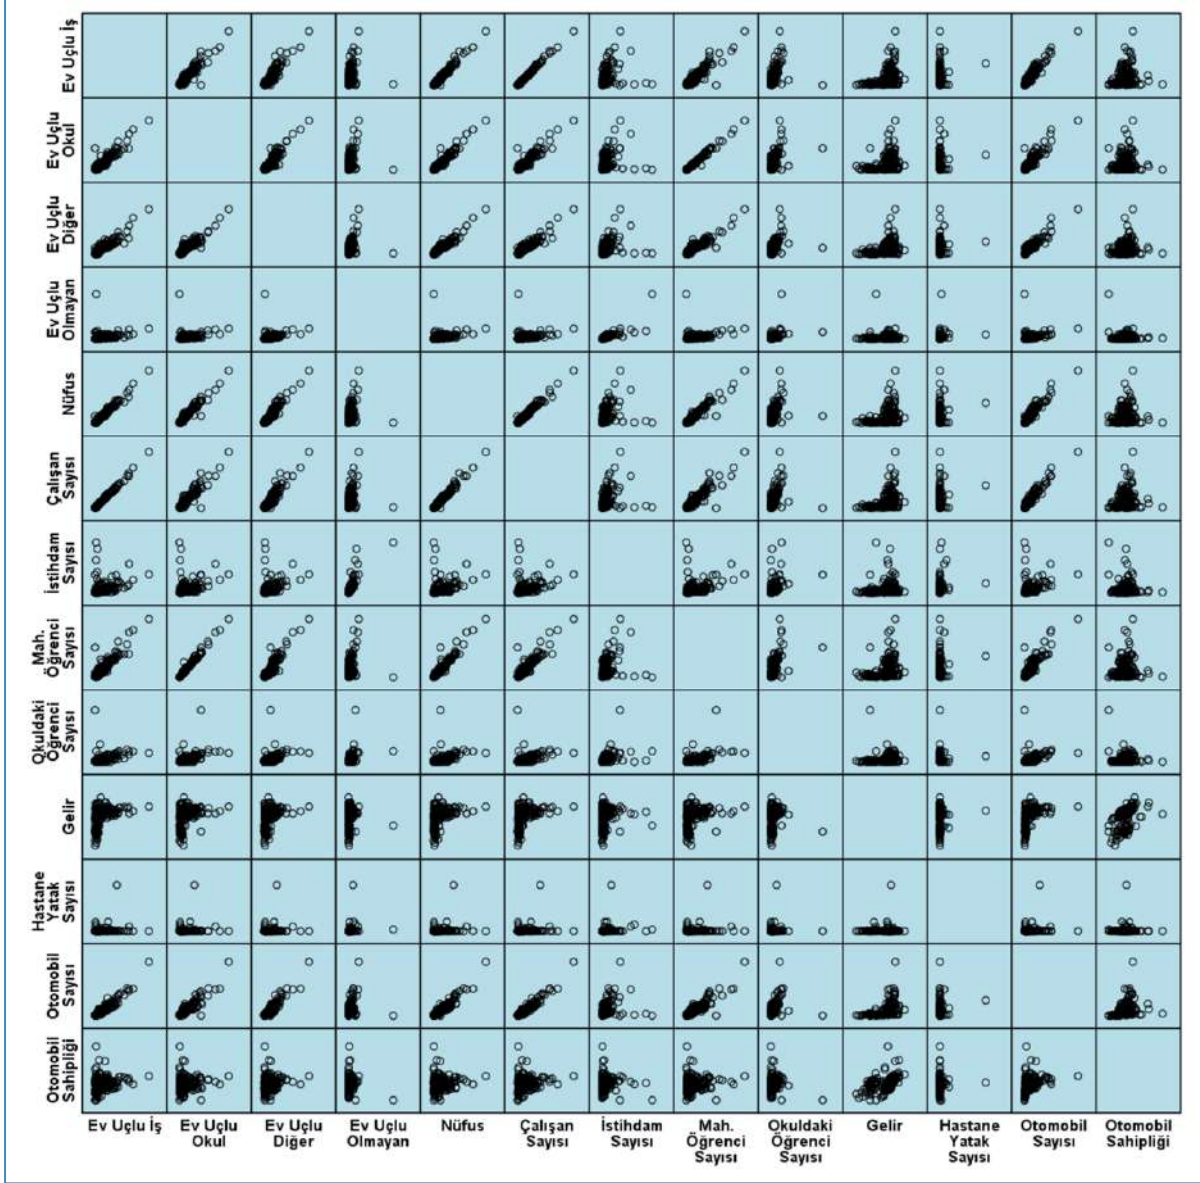 Ev Uçlu İş
Ev Uçlu
Okul
Ev Uçlu
Diğer
Ev Uçlu
Olmayan
Nüfus
Çalışan
Sayısı
İstihdam
Sayısı
Mah.
Öğrenci
Sayısı
Okuldaki
Öğrenci
Sayısı
Gelir
Hastane
Yatak
Sayısı
Otomobil
Sayısı
Otomobil
Sahipliği
Ev Uçlu İş
Ev Uçlu
Okul
Ev Uçlu
Diğer
Ev Uçlu
Olmayan
Nüfus
Çalışan
Sayısı
İstihdam
Sayısı
Mah.
Öğrenci
Sayısı
Okuldaki
Öğrenci
Sayısı
Gelir
Hastane
Yatak
Sayısı
Otomobil
Sayısı
Otomobil
Sahipliği